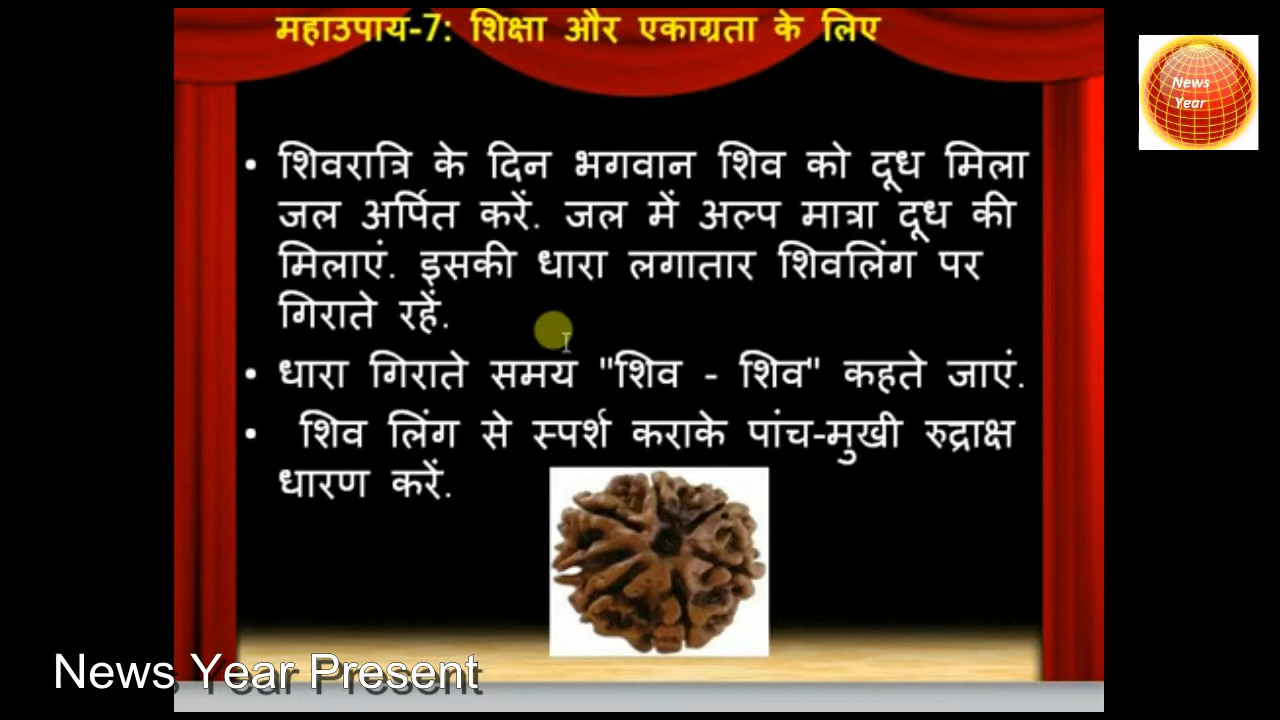 महाउपाय-7: शिक्षा और एकाग्रता के लिए
News
Year
• शिवरात्रि के दिन भगवान शिव को दूध मिला
जल अर्पित करें. जल में अल्प मात्रा दूध की
मिलाएं. इसकी धारा लगातार शिवलिंग पर
गिराते रहें.
• धारा गिराते समय "शिव - शिव" कहते जाएं.
• शिव लिंग से स्पर्श कराके पांच-मुखी रुद्राक्ष
धारण करें.
News Year Present